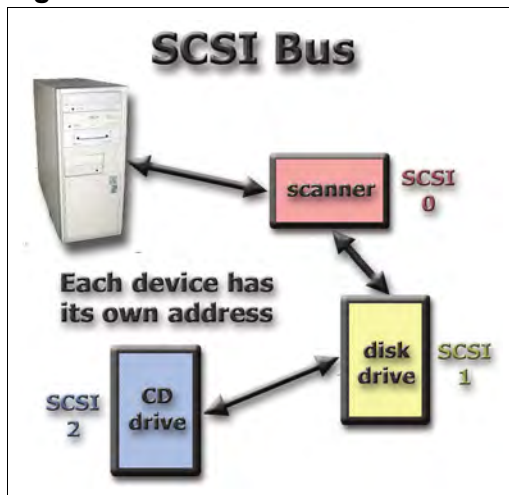 SCSI Bus
scanner
SCSI
0
Each device has
its own address
disk
drive
SCSI
1
CD
drive
SCSI
2